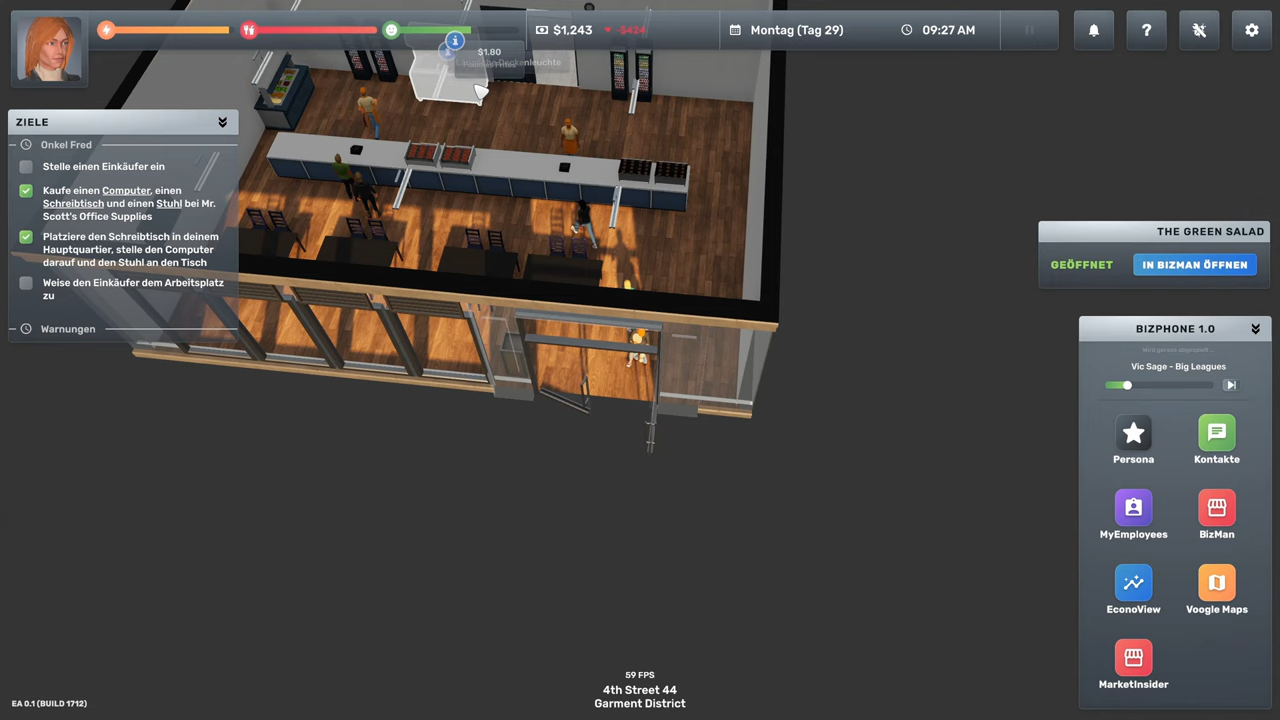 $1,243
-$424
Montag (Tag 29)
09:27 AM
?
$1.80
Deckenleuchte
ZIELE
Onkel Fred
Stelle einen Einkäufer ein
Kaufe einen Computer, einen
Schreibtisch und einen Stuhl bei Mr.
Scott's Office Supplies
Platziere den Schreibtisch in deinem
Hauptquartier, stelle den Computer
darauf und den Stuhl an den Tisch
Weise den Einkäufer dem Arbeitsplatz
zu
Warnungen
THE GREEN SALAD
GEÖFFNET
IN BIZMAN ÖFFNEN
BIZPHONE 1.0
Wird gerade abgespielt ...
Vic Sage - Big Leagues
Persona
Kontakte
MyEmployees
BizMan
EconoView
Voogle Maps
MarketInsider
59 FPS
4th Street 44
Garment District
EA 0.1 (BUILD 1712)